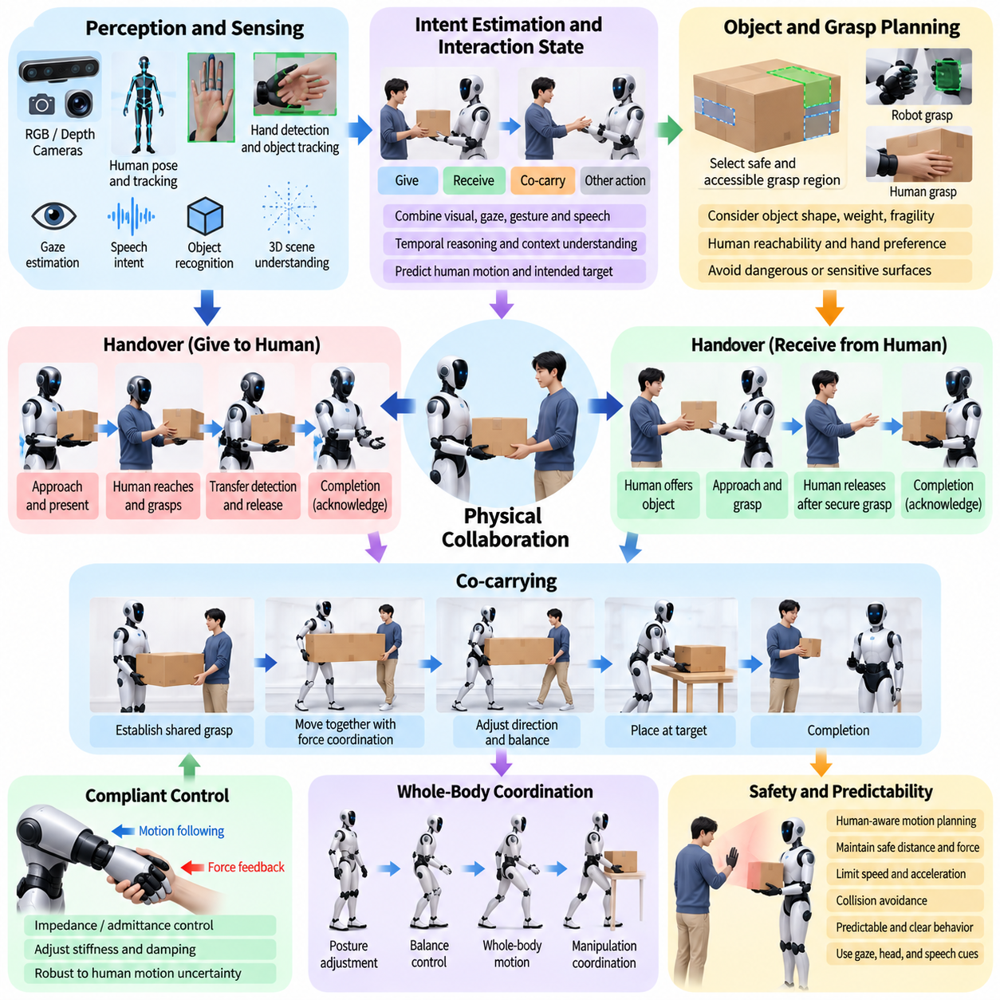 Perception and Sensing
RGB / Depth
Cameras
Human pose
and tracking
Hand detection
and object tracking
Gaze
estimation
Speech
intent
Object
recognition
3D scene
understanding
Intent Estimation and
Interaction State
Give
Receive
Co-carry
Other action
Combine visual, gaze, gesture and speech
Temporal reasoning and context understanding
Predict human motion and intended target
Object and Grasp Planning
Select safe and
accessible grasp region
Robot grasp
Human grasp
Consider object shape, weight, fragility
Human reachability and hand preference
Avoid dangerous or sensitive surfaces
Handover (Give to Human)
Approach
and present
Human reaches
and grasps
Transfer detection
and release
Completion
(acknowledge)
Physical
Collaboration
Handover (Receive from Human)
Human offers
object
Approach and
grasp
Human releases
after secure grasp
Completion
(acknowledge)
Co-carrying
Establish shared grasp
Move together with
force coordination
Adjust direction
and balance
Place at target
Completion
Compliant Control
Motion following
Force feedback
Impedance / admittance control
Adjust stiffness and damping
Robust to human motion uncertainty
Whole-Body Coordination
Posture
adjustment
Balance
control
Whole-body
motion
Manipulation
coordination
Safety and Predictability
Human-aware motion planning
Maintain safe distance and force
Limit speed and acceleration
Collision avoidance
Predictable and clear behavior
Use gaze, head, and speech cues